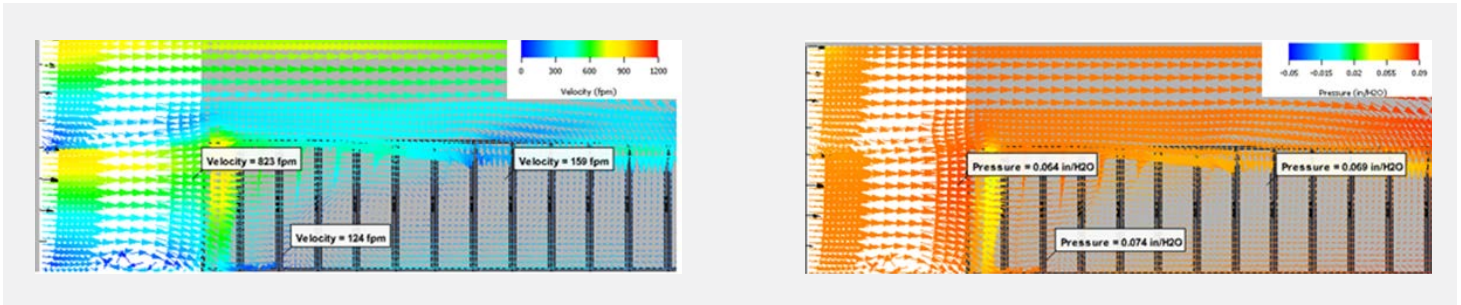 0 300 600 900 1200
Velocity (fpm)
Velocity = 823 fpm
Velocity = 159 fpm
Velocity = 124 fpm
-0.05 -0.015 0.02 0.055 0.09
Pressure (in/H2O)
Pressure = 0.064 in/H2O
Pressure = 0.069 in/H2O
Pressure = 0.074 in/H2O